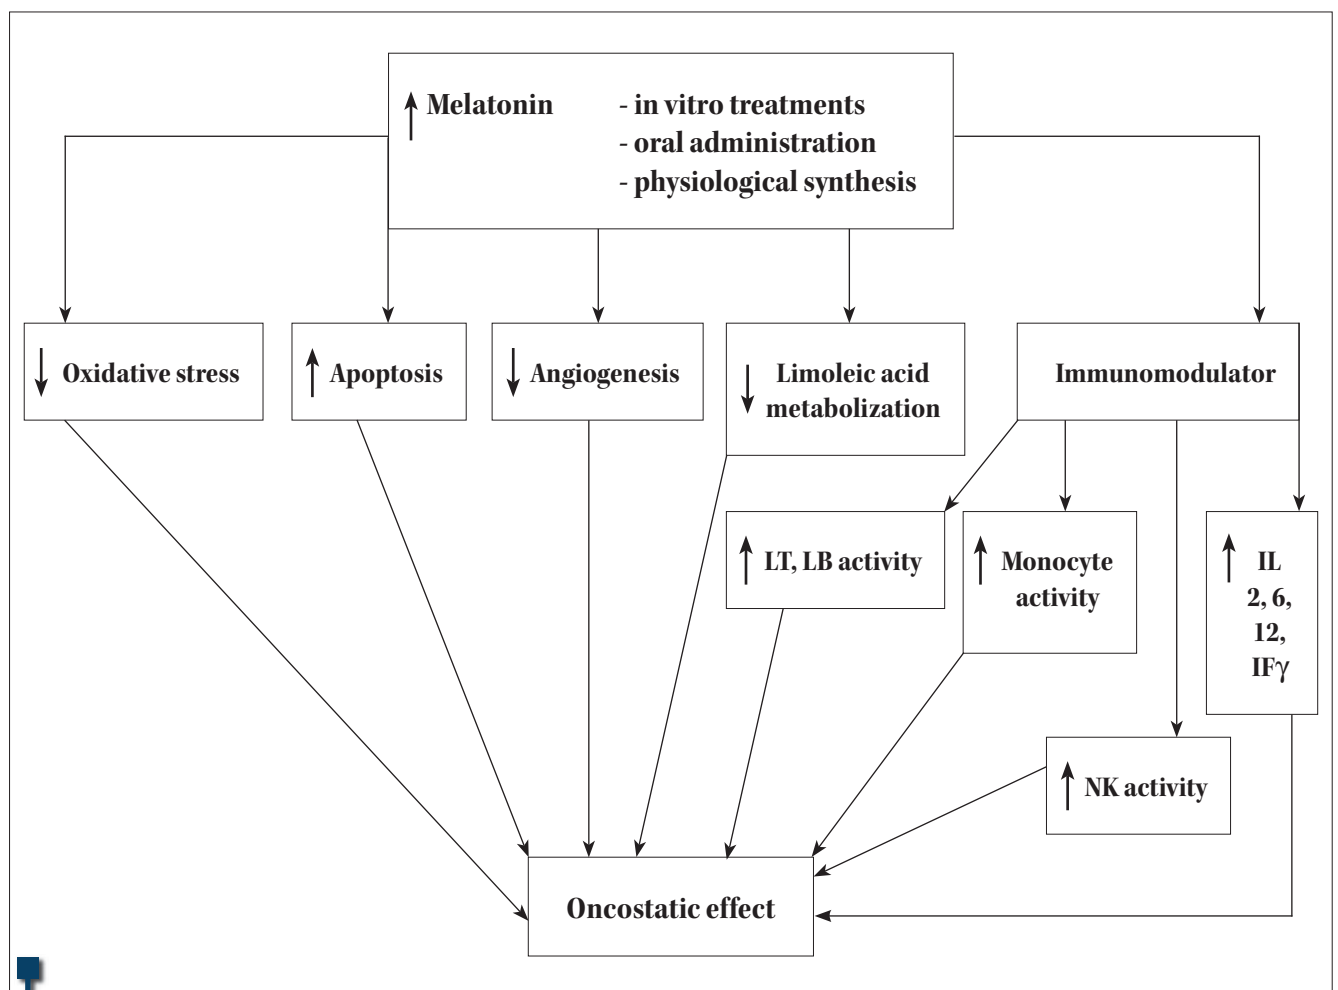 ↑ Melatonin - in vitro treatments
- oral administration
- physiological synthesis
↓ Oxidative stress
↑ Apoptosis
↓ Angiogenesis
↓ Limoleic acid
metabolization
Immunomodulator
↑ LT, LB activity
↑ Monocyte
activity
↑ IL
2, 6,
12,
IFγ
↑ NK activity
Oncostatic effect